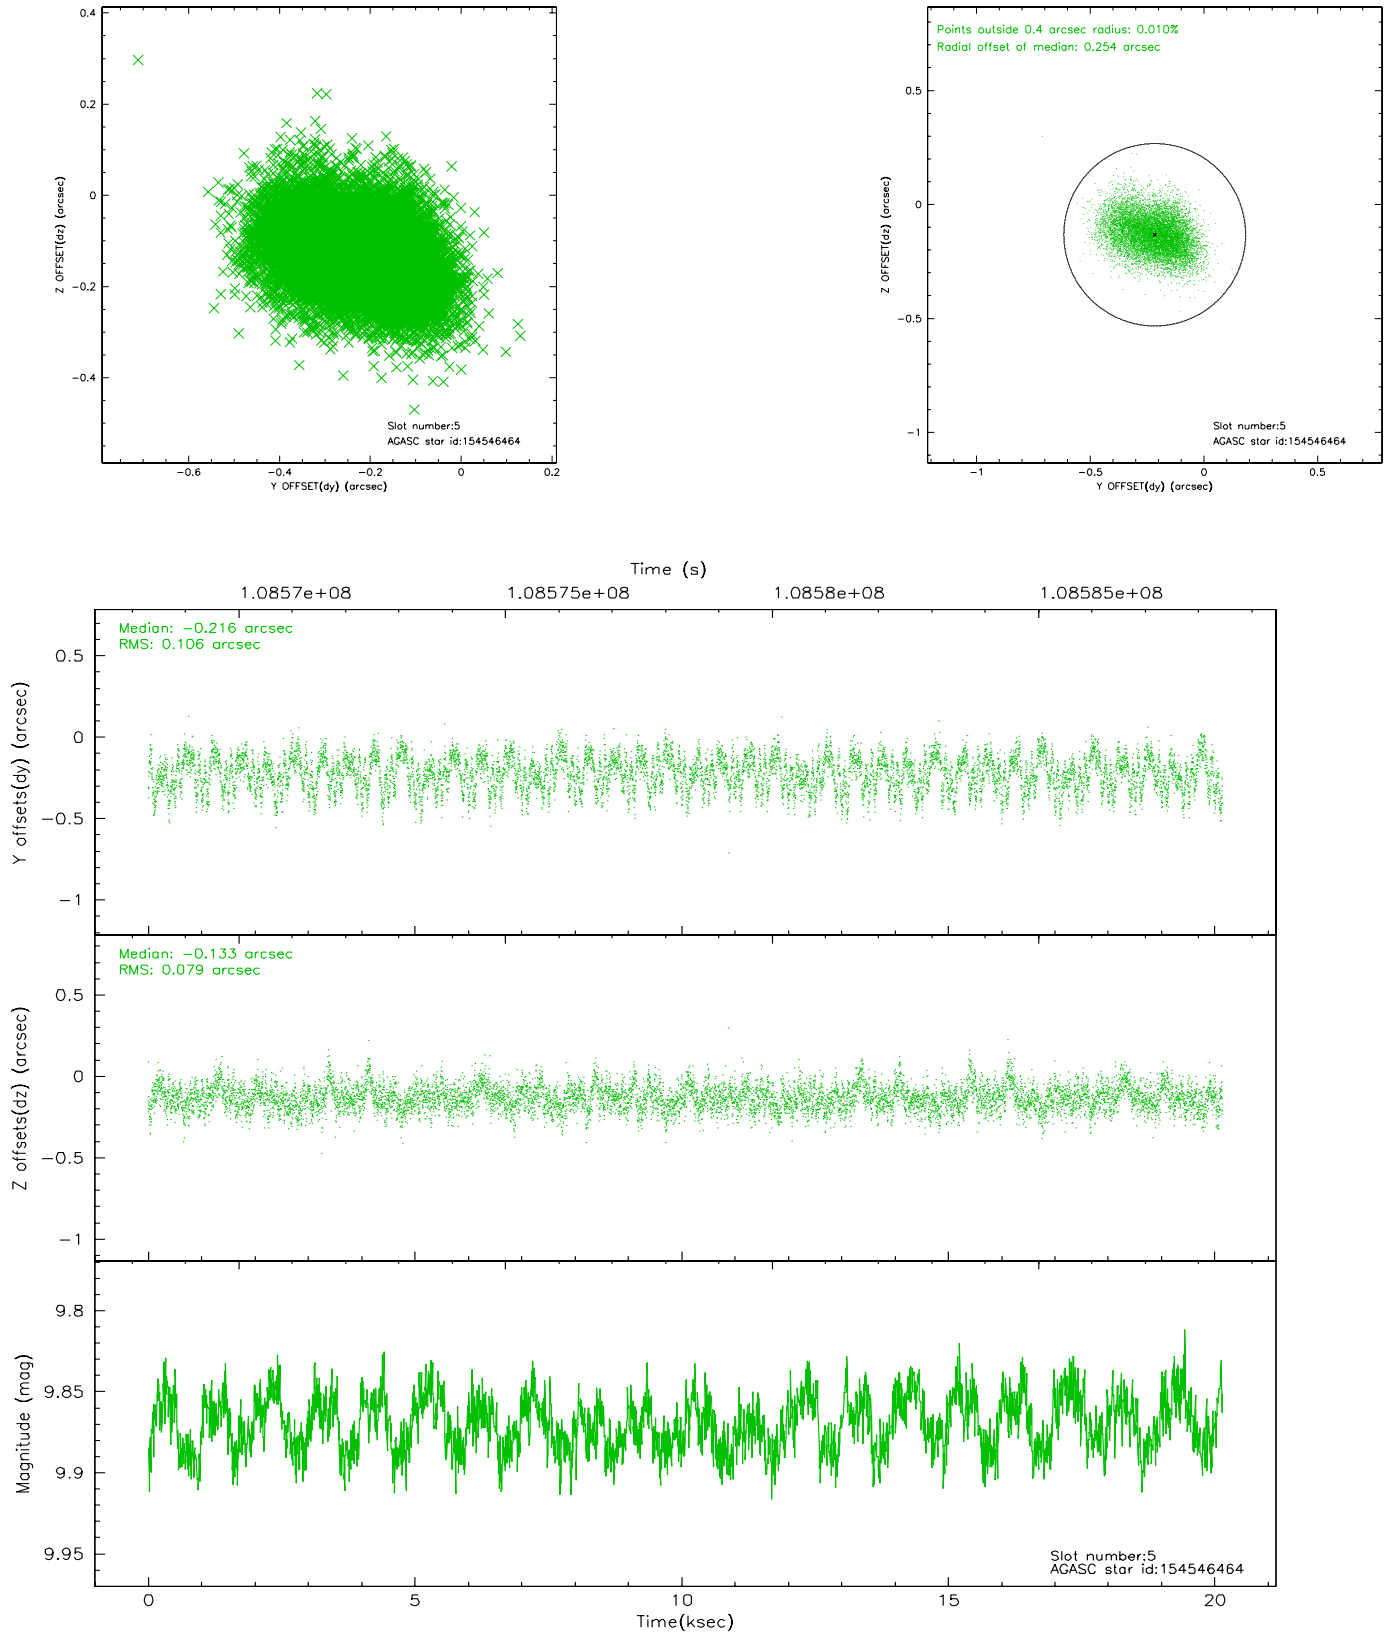 0.4
0.2
0
−0.2
−0.4
Z OFFSET(dz) (arcsec)
Slot number:5
AGASC star id:154546464
−0.6 −0.4 −0.2 0 0.2
Y OFFSET(dy) (arcsec)
Points outside 0.4 arcsec radius: 0.010%
Radial offset of median: 0.254 arcsec
0.5
0
−0.5
−1
Z OFFSET(dz) (arcsec)
Slot number:5
AGASC star id:154546464
−1 −0.5 0 0.5
Y OFFSET(dy) (arcsec)
Time (s)
1.0857e+08 1.08575e+08 1.0858e+08 1.08585e+08
Median: −0.216 arcsec
RMS: 0.106 arcsec
0.5
0
−0.5
−1
Y offsets(dy) (arcsec)
Median: −0.133 arcsec
RMS: 0.079 arcsec
0.5
0
−0.5
−1
Z offsets(dz) (arcsec)
9.8
9.85
9.9
9.95
Magnitude (mag)
Slot number:5
AGASC star id:154546464
0 5 10 15 20
Time(ksec)